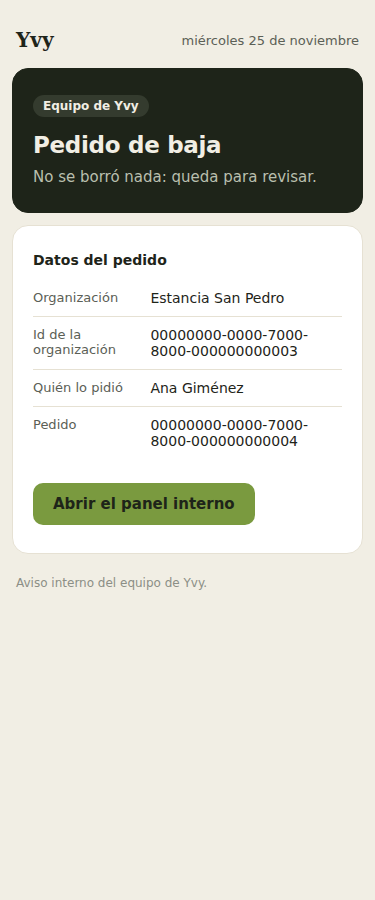 Yvy
miércoles 25 de noviembre
Equipo de Yvy
Pedido de baja
No se borró nada: queda para revisar.
Datos del pedido
Organización
Estancia San Pedro
Id de la
organización
00000000-0000-7000-
8000-000000000003
Quién lo pidió
Ana Giménez
Pedido
00000000-0000-7000-
8000-000000000004
Abrir el panel interno
Aviso interno del equipo de Yvy.